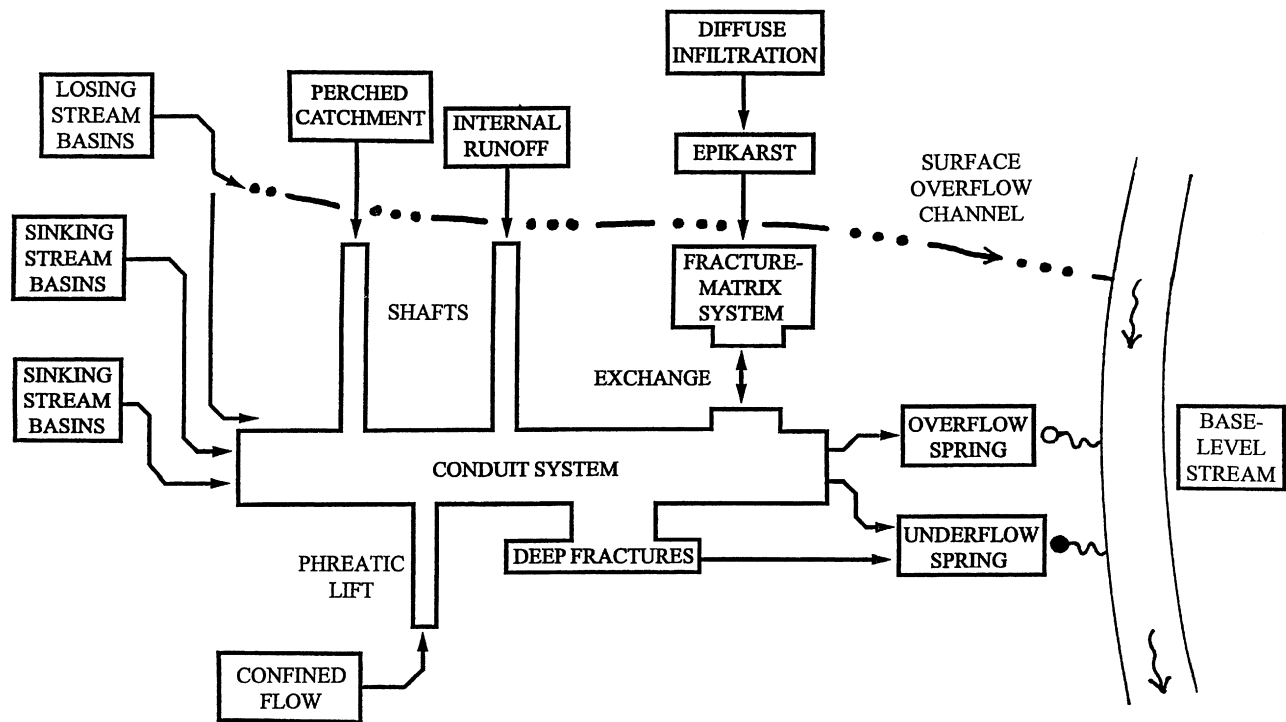 DIFFUSE
INFILTRATION
LOSING
STREAM
BASINS
PERCHED
CATCHMENT
INTERNAL
RUNOFF
EPIKARST
SURFACE
OVERFLOW
CHANNEL
SINKING
STREAM
BASINS
SHAFTS
FRACTURE-
MATRIX
SYSTEM
EXCHANGE
SINKING
STREAM
BASINS
CONDUIT SYSTEM
OVERFLOW
SPRING
BASE-
LEVEL
STREAM
DEEP FRACTURES
UNDERFLOW
SPRING
PHREATIC
LIFT
CONFINED
FLOW